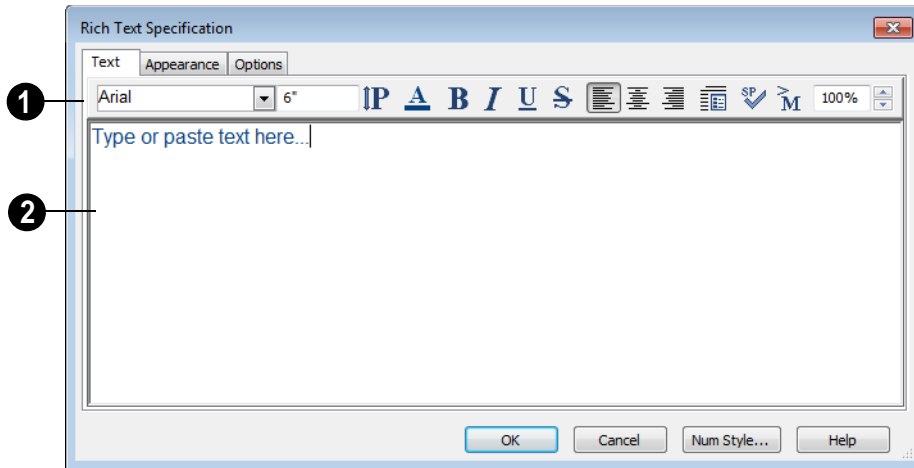 Rich Text Specification
Text Appearance Options
1 Arial 6" P A B I U S SP M 100%
Type or paste text here...
2
OK Cancel Num Style... Help